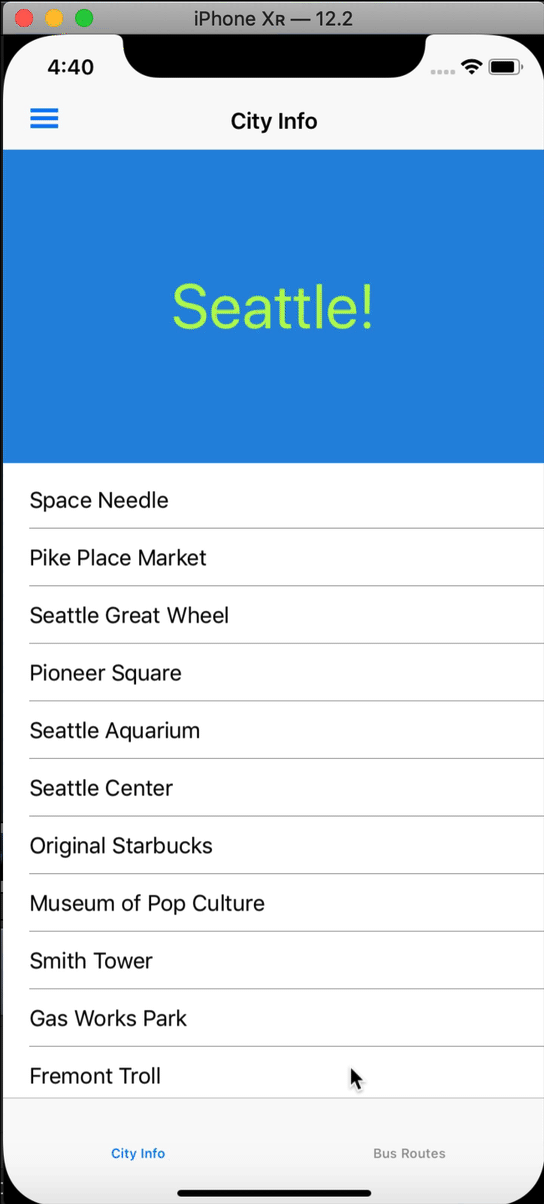 iPhone Xʀ — 12.2
4:40
City Info
Seattle!
Space Needle
Pike Place Market
Seattle Great Wheel
Pioneer Square
Seattle Aquarium
Seattle Center
Original Starbucks
Museum of Pop Culture
Smith Tower
Gas Works Park
Fremont Troll
City Info Bus Routes